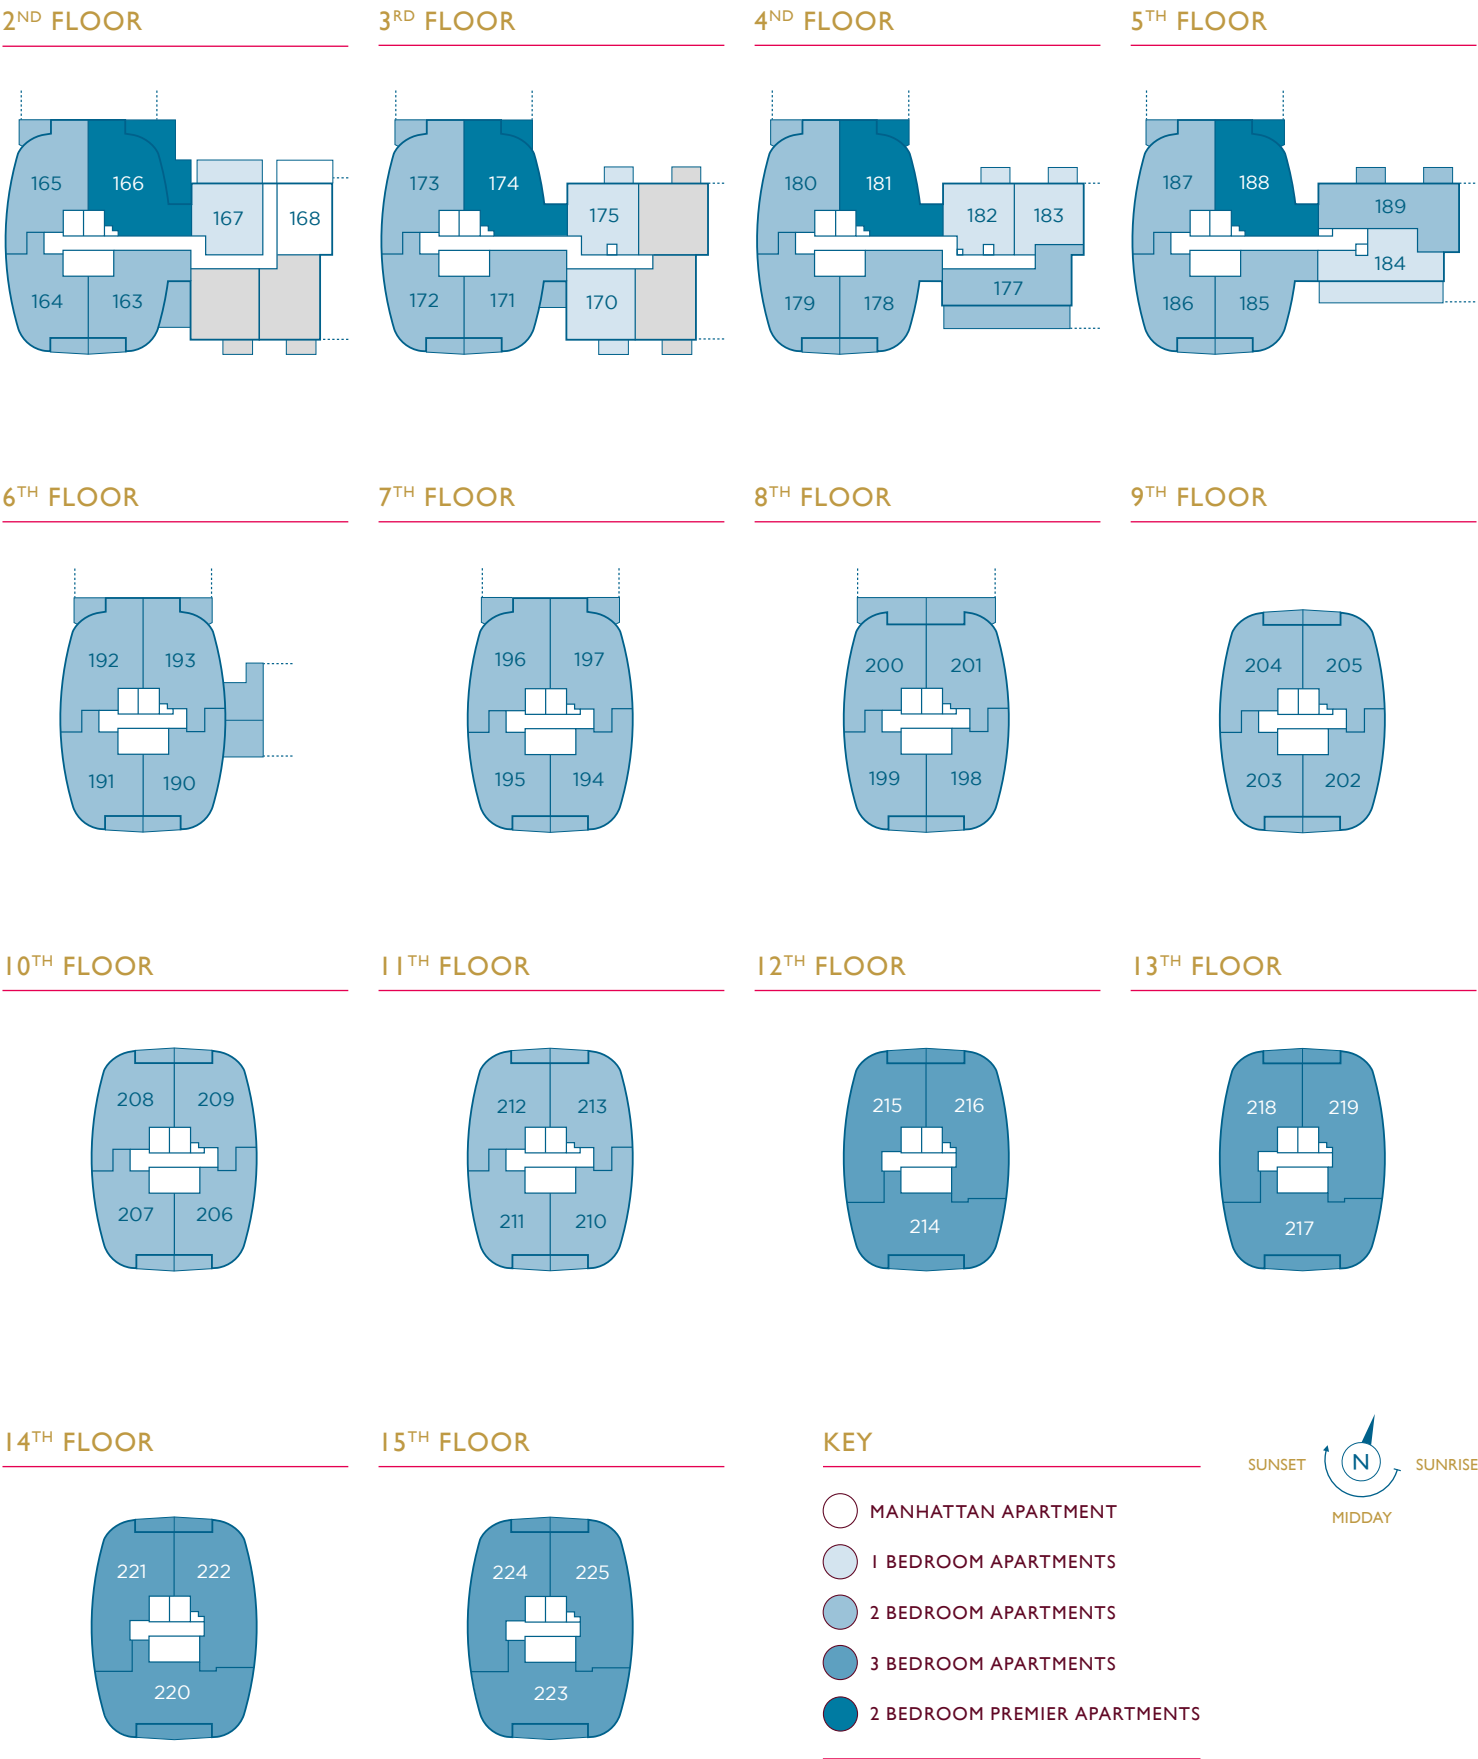 2ND FLOOR
3RD FLOOR
4ND FLOOR
5TH FLOOR
165
166
167
168
164
163
173
174
175
172
171
170
180
181
182
183
179
178
177
187
188
189
184
186
185
6TH FLOOR
7TH FLOOR
8TH FLOOR
9TH FLOOR
192
193
191
190
196
197
195
194
200
201
199
198
204
205
203
202
10TH FLOOR
11TH FLOOR
12TH FLOOR
13TH FLOOR
208
209
207
206
212
213
211
210
215
216
214
218
219
217
14TH FLOOR
15TH FLOOR
221
222
220
224
225
223
KEY
MANHATTAN APARTMENT
1 BEDROOM APARTMENTS
2 BEDROOM APARTMENTS
3 BEDROOM APARTMENTS
2 BEDROOM PREMIER APARTMENTS
SUNSET
N
SUNRISE
MIDDAY